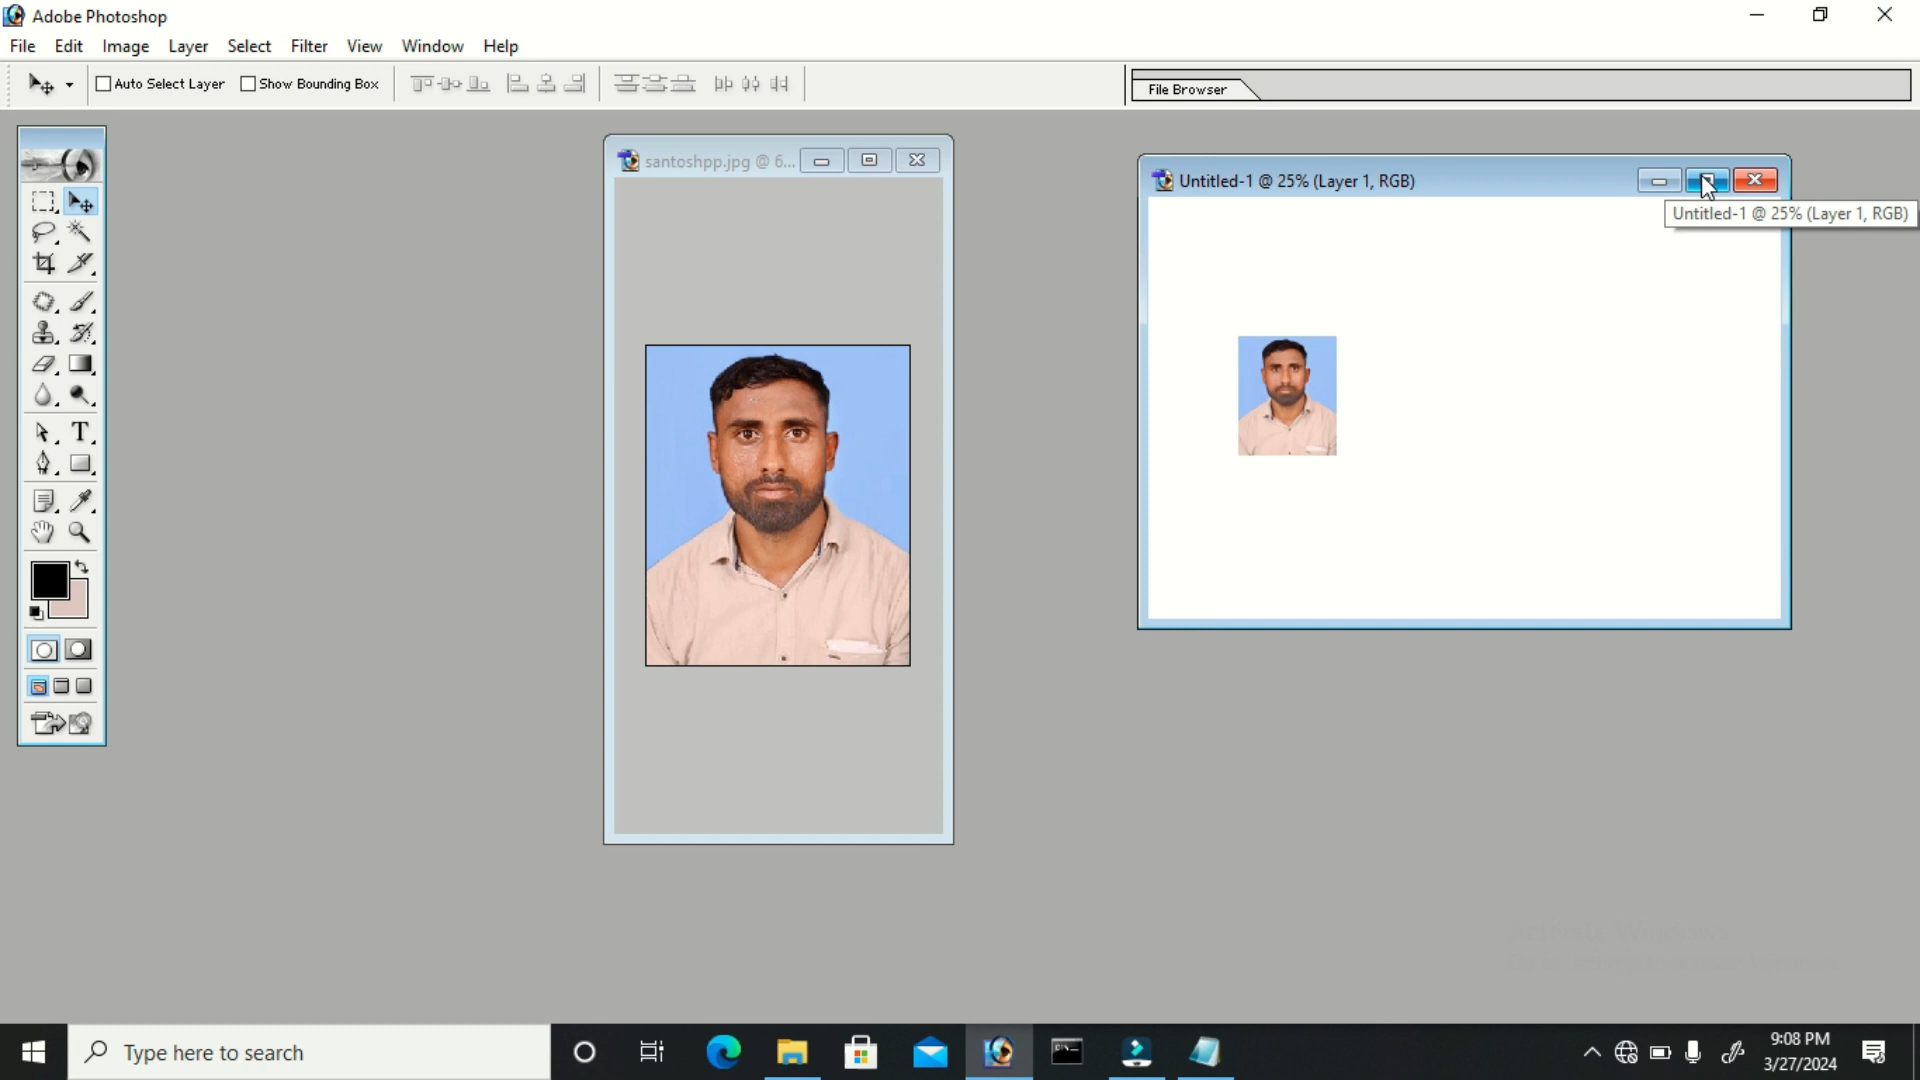 Adobe Photoshop
File Edit Image Layer Select Filter View Window Help
Auto Select Layer Show Bounding Box
File Browser
santoshpp.jpg @ 6...
Untitled-1 @ 25% (Layer 1, RGB)
Untitled-1 @ 25% (Layer 1, RGB)
T
Type here to search
9:08 PM
3/27/2024